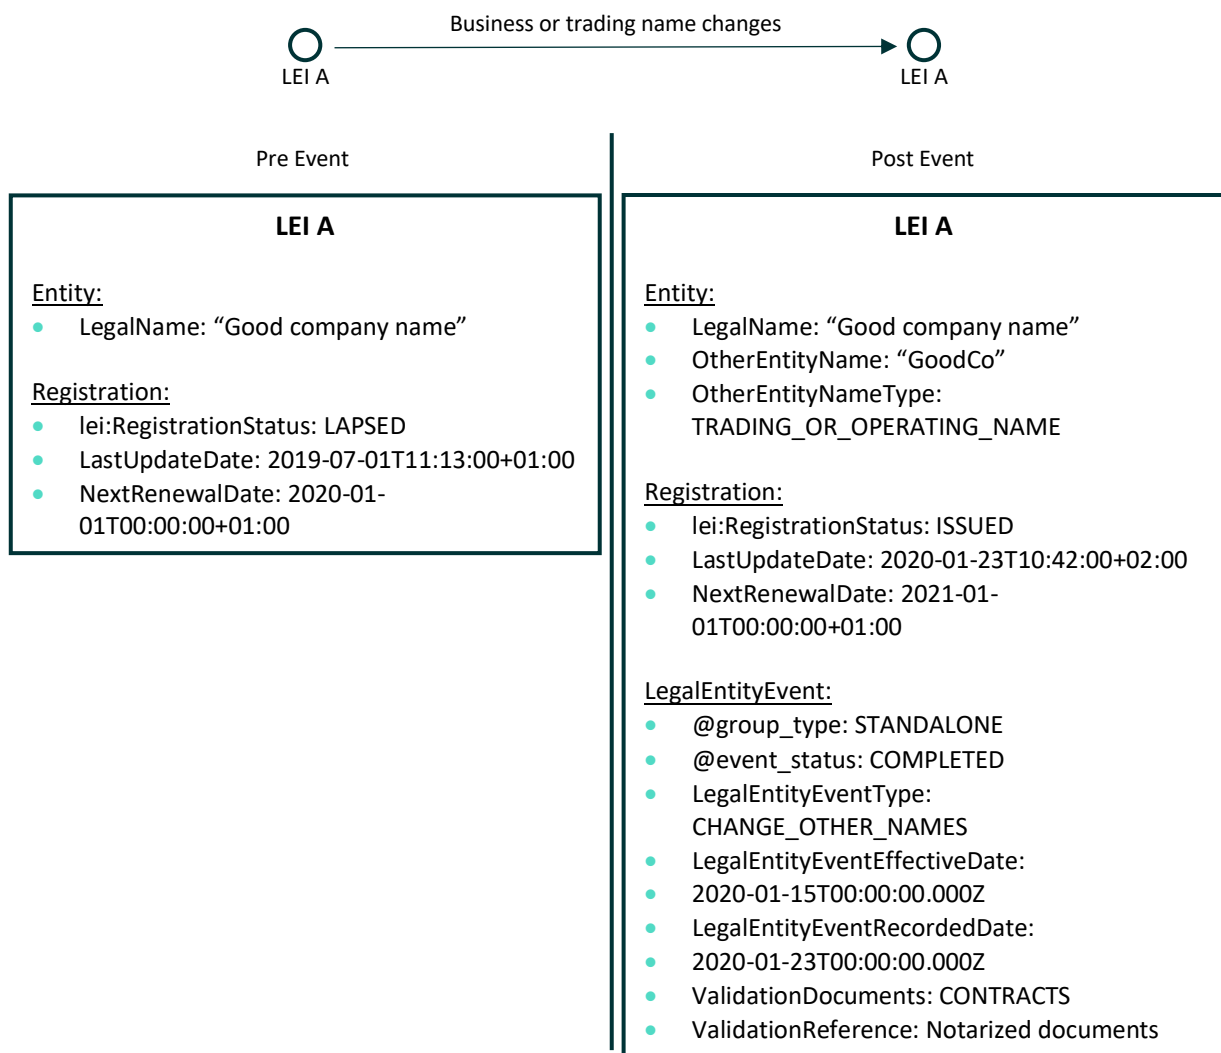 Business or trading name changes
LEI A
LEI A
Pre Event
Post Event
LEI A
Entity:
• LegalName: “Good company name”
Registration:
• lei:RegistrationStatus: LAPSED
• LastUpdateDate: 2019-07-01T11:13:00+01:00
• NextRenewalDate: 2020-01-
01T00:00:00+01:00
LEI A
Entity:
• LegalName: “Good company name”
• OtherEntityName: “GoodCo”
• OtherEntityNameType:
TRADING_OR_OPERATING_NAME
Registration:
• lei:RegistrationStatus: ISSUED
• LastUpdateDate: 2020-01-23T10:42:00+02:00
• NextRenewalDate: 2021-01-
01T00:00:00+01:00
LegalEntityEvent:
• @group_type: STANDALONE
• @event_status: COMPLETED
• LegalEntityEventType:
CHANGE_OTHER_NAMES
• LegalEntityEventEffectiveDate:
• 2020-01-15T00:00:00.000Z
• LegalEntityEventRecordedDate:
• 2020-01-23T00:00:00.000Z
• ValidationDocuments: CONTRACTS
• ValidationReference: Notarized documents